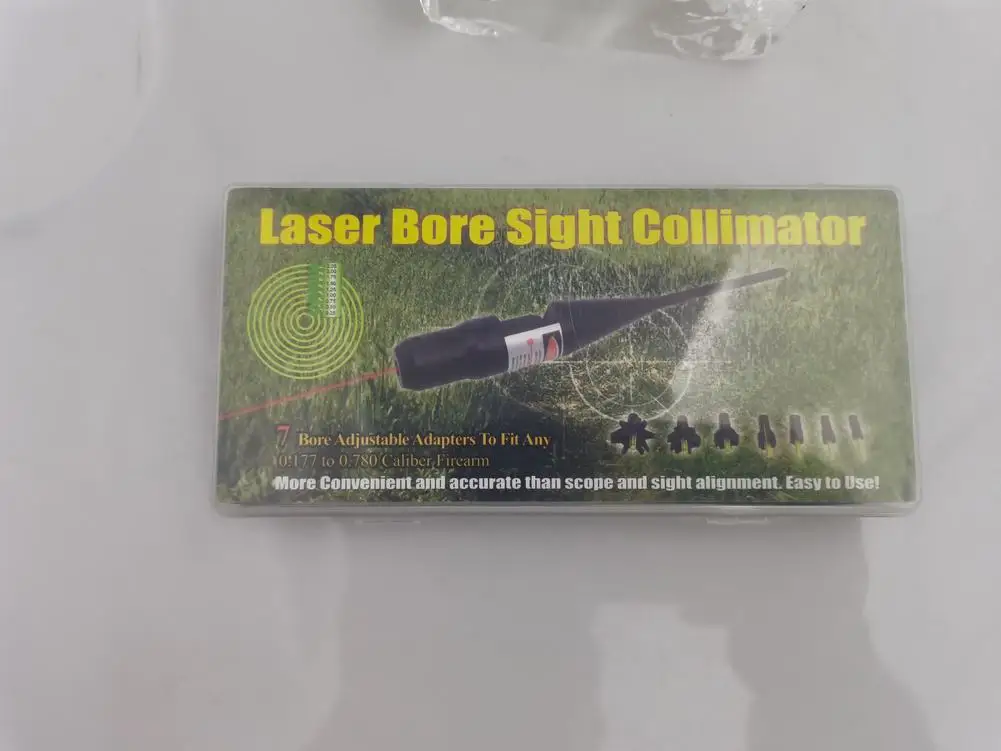 Laser Bore Sight Collimator
7 Bore Adjustable Adapters To Fit Any
0.177 to 0.780 Caliber Firearm
More Convenient and accurate than scope and sight alignment. Easy to Use!